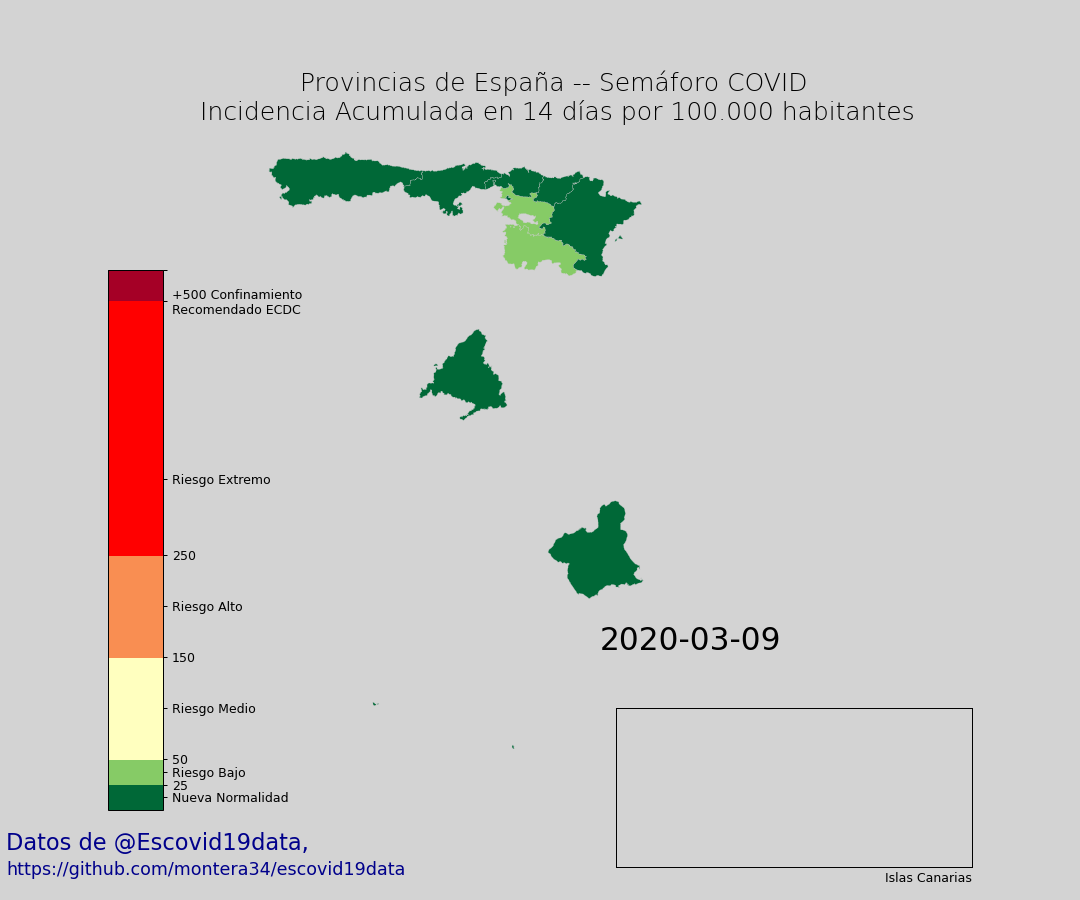 Provincias de España -- Semáforo COVID
Incidencia Acumulada en 14 días por 100.000 habitantes
+500 Confinamiento
Recomendado ECDC
Riesgo Extremo
250
Riesgo Alto
150
Riesgo Medio
50
Riesgo Bajo
25
Nueva Normalidad
2020-03-09
Islas Canarias
Datos de @Escovid19data,
https://github.com/montera34/escovid19data